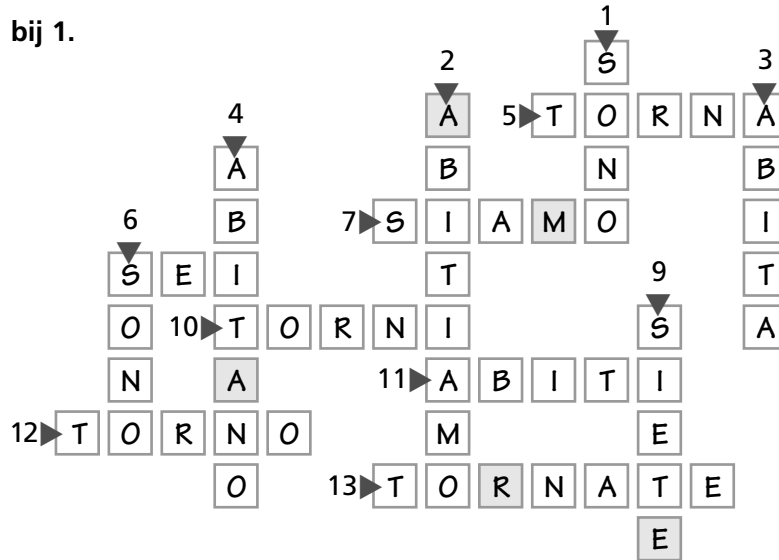 bij 1. 1
2 S 3
4 A 5 T O R N A
A B N B
6 B 7 S I A M O I
S E I T 9 T
O 10 T O R N I S A
N A 11 A B I T I
12 T O R N O M E
O 13 T O R N A T E
E